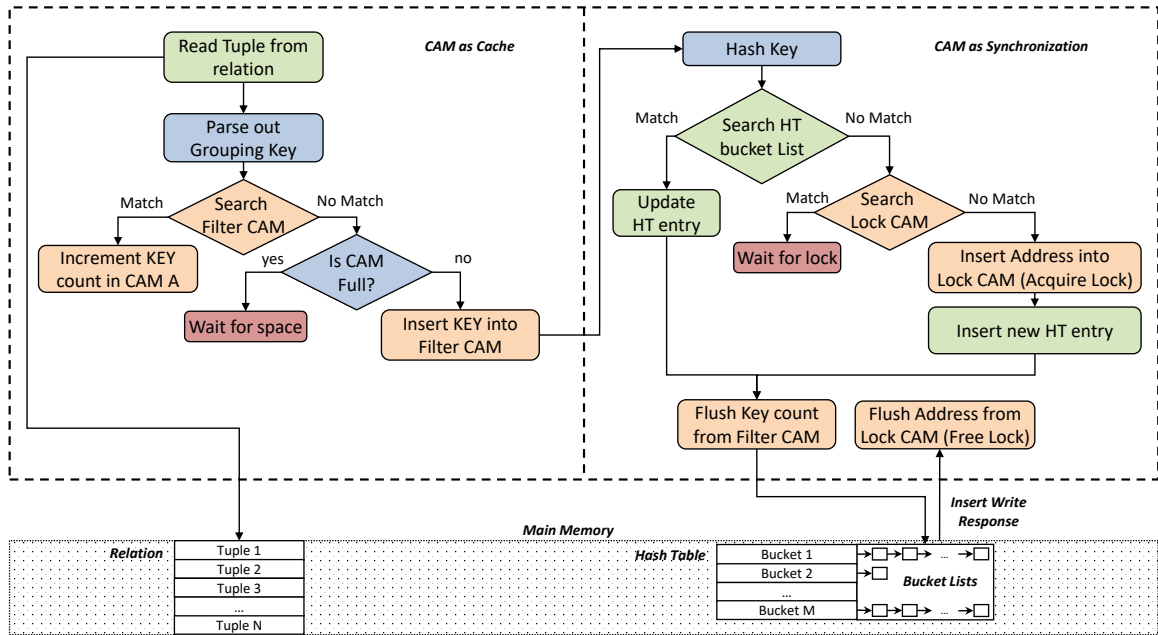 CAM as Cache
Read Tuple from
relation
Parse out
Grouping Key
Match
Search
Filter CAM
No Match
Increment KEY
count in CAM A
yes
Is CAM
Full?
no
Wait for space
Insert KEY into
Filter CAM
CAM as Synchronization
Hash Key
Match
Search HT
bucket List
No Match
Update
HT entry
Match
Search
Lock CAM
No Match
Wait for lock
Insert Address into
Lock CAM (Acquire Lock)
Insert new HT entry
Flush Key count
from Filter CAM
Flush Address from
Lock CAM (Free Lock)
Insert Write
Response
Main Memory
Relation
Tuple 1
Tuple 2
Tuple 3
...
Tuple N
Hash Table
Bucket 1
Bucket 2
...
Bucket M
...
Bucket Lists
...